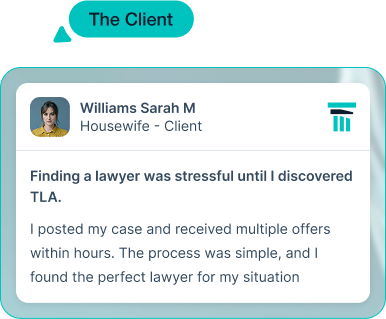 The Client
Williams Sarah M
Housewife - Client
Finding a lawyer was stressful until I discovered
TLA.
I posted my case and received multiple offers
within hours. The process was simple, and I
found the perfect lawyer for my situation